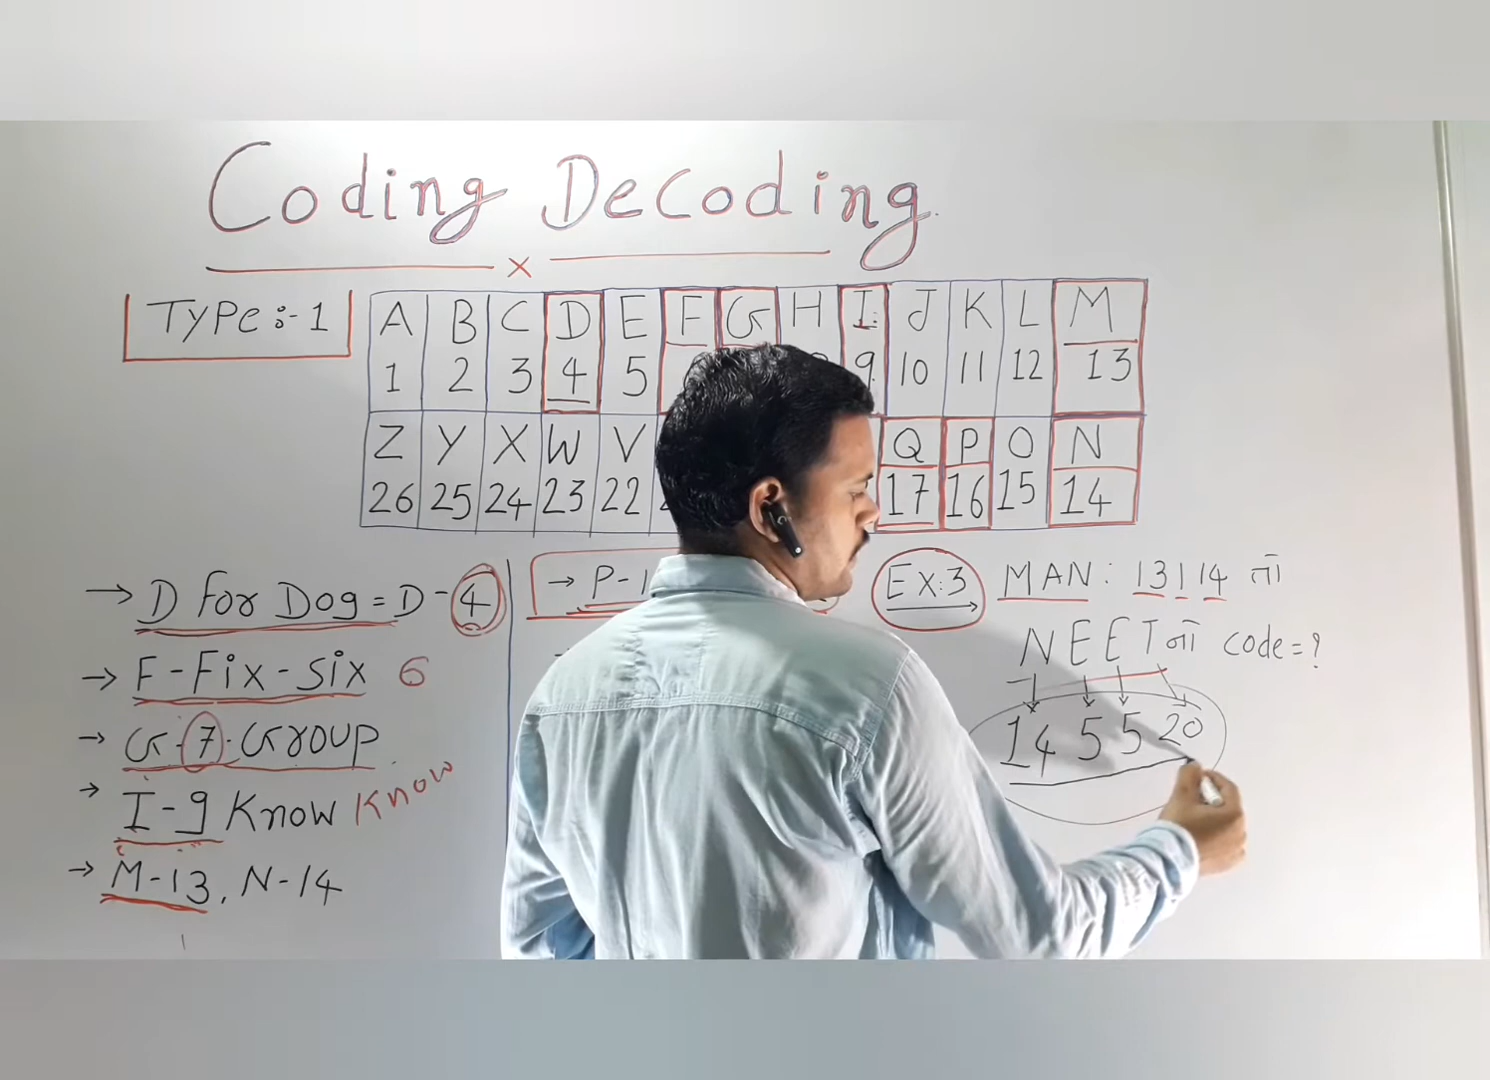 Coding Decoding
Type :- 1
A B C D E F G H I J K L M
1 2 3 4 5 9 10 11 12 13
Z Y X W V Q P O N
26 25 24 23 22 17 16 15 14
→ D for Dog = D - 4
→ F - Fix - six 6
→ G - 7 - Group
→ I - 9 Know Know
→ M - 13, N - 14
→ P - 1
Ex:3 MAN : 13 1 14 तो
NEET नो code = ?
14 5 5 20